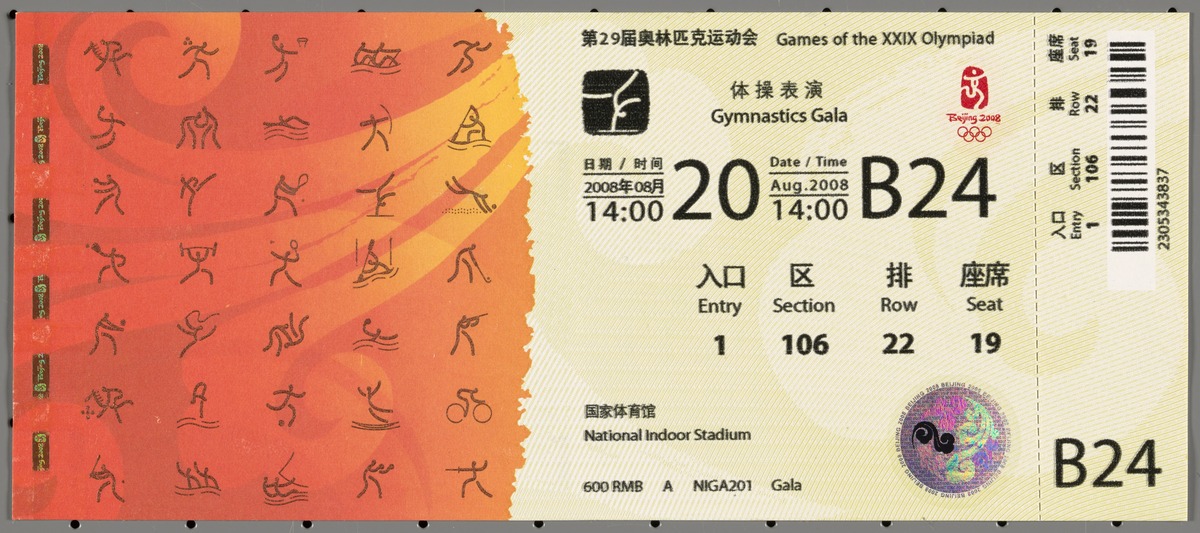 第29届奥林匹克运动会 Games of the XXIX Olympiad
体操表演
Gymnastics Gala
Beijing 2008
日期 / 时间
2008年08月
14:00
20
Date / Time
Aug.2008
14:00
B24
入口 区 排 座席
Entry Section Row Seat
1 106 22 19
国家体育馆
National Indoor Stadium
600 RMB A NIGA201 Gala
座席 Seat 19
排 Row 22
区 Section 106
入口 Entry 1
2305343837
B24